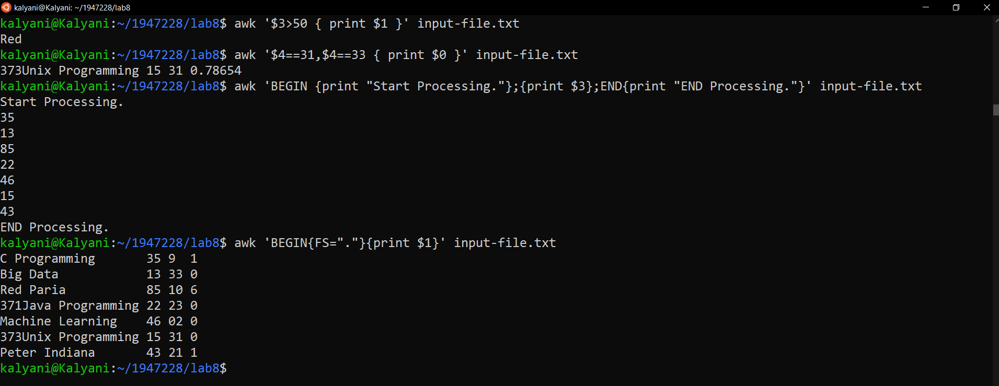 kalyani@Kalyani: ~/1947228/lab8
kalyani@Kalyani:~/1947228/lab8$ awk '$3>50 { print $1 }' input-file.txt
Red
kalyani@Kalyani:~/1947228/lab8$ awk '$4==31,$4==33 { print $0 }' input-file.txt
373Unix Programming 15 31 0.78654
kalyani@Kalyani:~/1947228/lab8$ awk 'BEGIN {print "Start Processing."};{print $3};END{print "END Processing."}' input-file.txt
Start Processing.
35
13
85
22
46
15
43
END Processing.
kalyani@Kalyani:~/1947228/lab8$ awk 'BEGIN{FS="."}{print $1}' input-file.txt
C Programming       35 9  1
Big Data            13 33 0
Red Paria           85 10 6
371Java Programming 22 23 0
Machine Learning    46 02 0
373Unix Programming 15 31 0
Peter Indiana       43 21 1
kalyani@Kalyani:~/1947228/lab8$